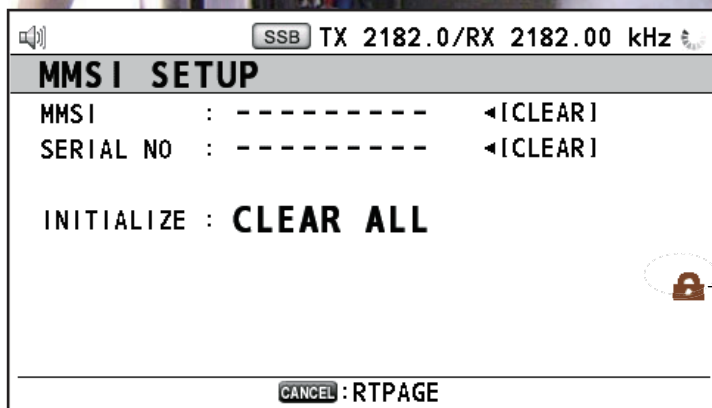 SSB TX 2182.0/RX 2182.00 kHz
MMSI SETUP
MMSI : --------- ◄[CLEAR]
SERIAL NO : --------- ◄[CLEAR]
INITIALIZE : CLEAR ALL
CANCEL : RTPAGE